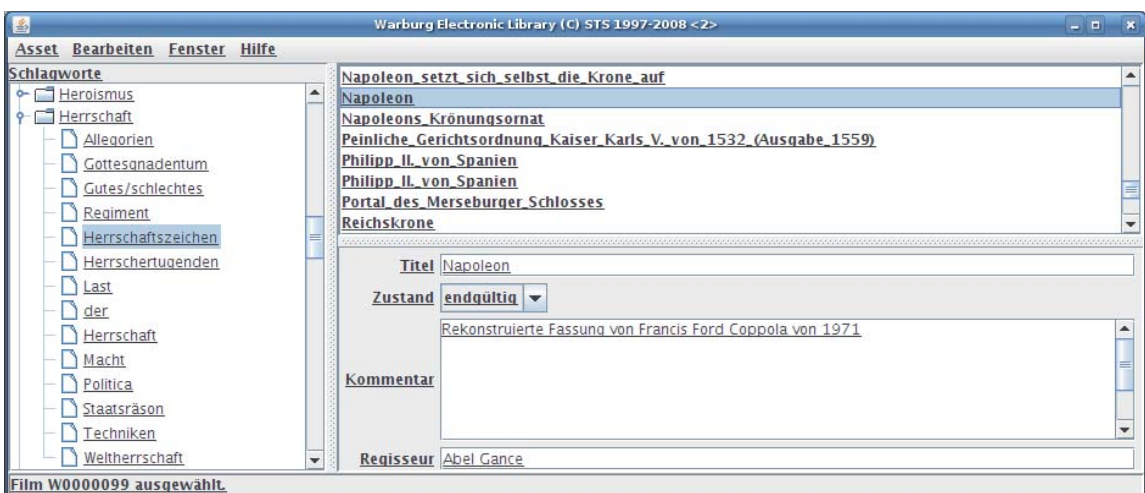 Warburg Electronic Library (C) STS 1997-2008 <2>
Asset Bearbeiten Fenster Hilfe
Schlagworte
Heroismus
Herrschaft
Allegorien
Gottesgnadentum
Gutes/schlechtes
Regiment
Herrschaftszeichen
Herrschertugenden
Last
der
Herrschaft
Macht
Politica
Staatsräson
Techniken
Weltherrschaft
Napoleon_setzt_sich_selbst_die_Krone_auf
Napoleon
Napoleons_Krönungsornat
Peinliche_Gerichtsordnung_Kaiser_Karls_V._von_1532_(Ausgabe_1559)
Philipp_II._von_Spanien
Philipp_II._von_Spanien
Portal_des_Merseburger_Schlosses
Reichskrone
Titel Napoleon
Zustand endgültig
Kommentar Rekonstruierte Fassung von Francis Ford Coppola von 1971
Regisseur Abel Gance
Film W0000099 ausgewählt.